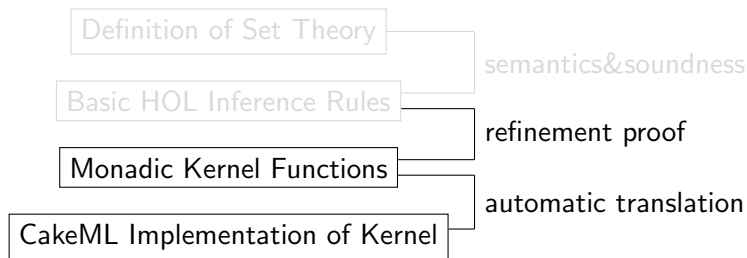 Definition of Set Theory
semantics&soundness
Basic HOL Inference Rules
refinement proof
Monadic Kernel Functions
automatic translation
CakeML Implementation of Kernel